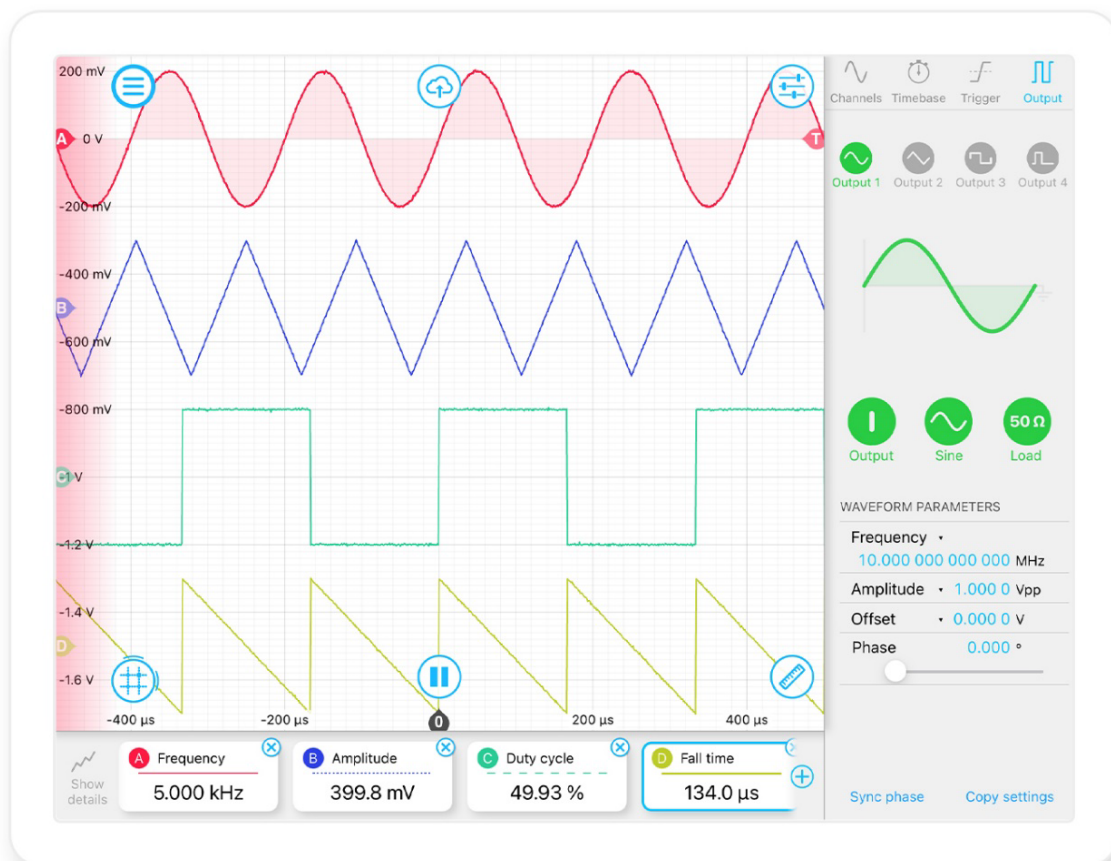 200 mV
A 0 V T
-200 mV
-400 mV
B
-600 mV
-800 mV
C -1 V
-1.2 V
-1.4 V
D
-1.6 V
-400 µs -200 µs 0 200 µs 400 µs
Channels Timebase Trigger Output
Output 1 Output 2 Output 3 Output 4
50 Ω
Output Sine Load
WAVEFORM PARAMETERS
Frequency
10.000 000 000 000 MHz
Amplitude 1.000 0 Vpp
Offset 0.000 0 V
Phase 0.000 °
Sync phase Copy settings
Show
details
A Frequency
5.000 kHz
B Amplitude
399.8 mV
C Duty cycle
49.93 %
D Fall time
134.0 µs